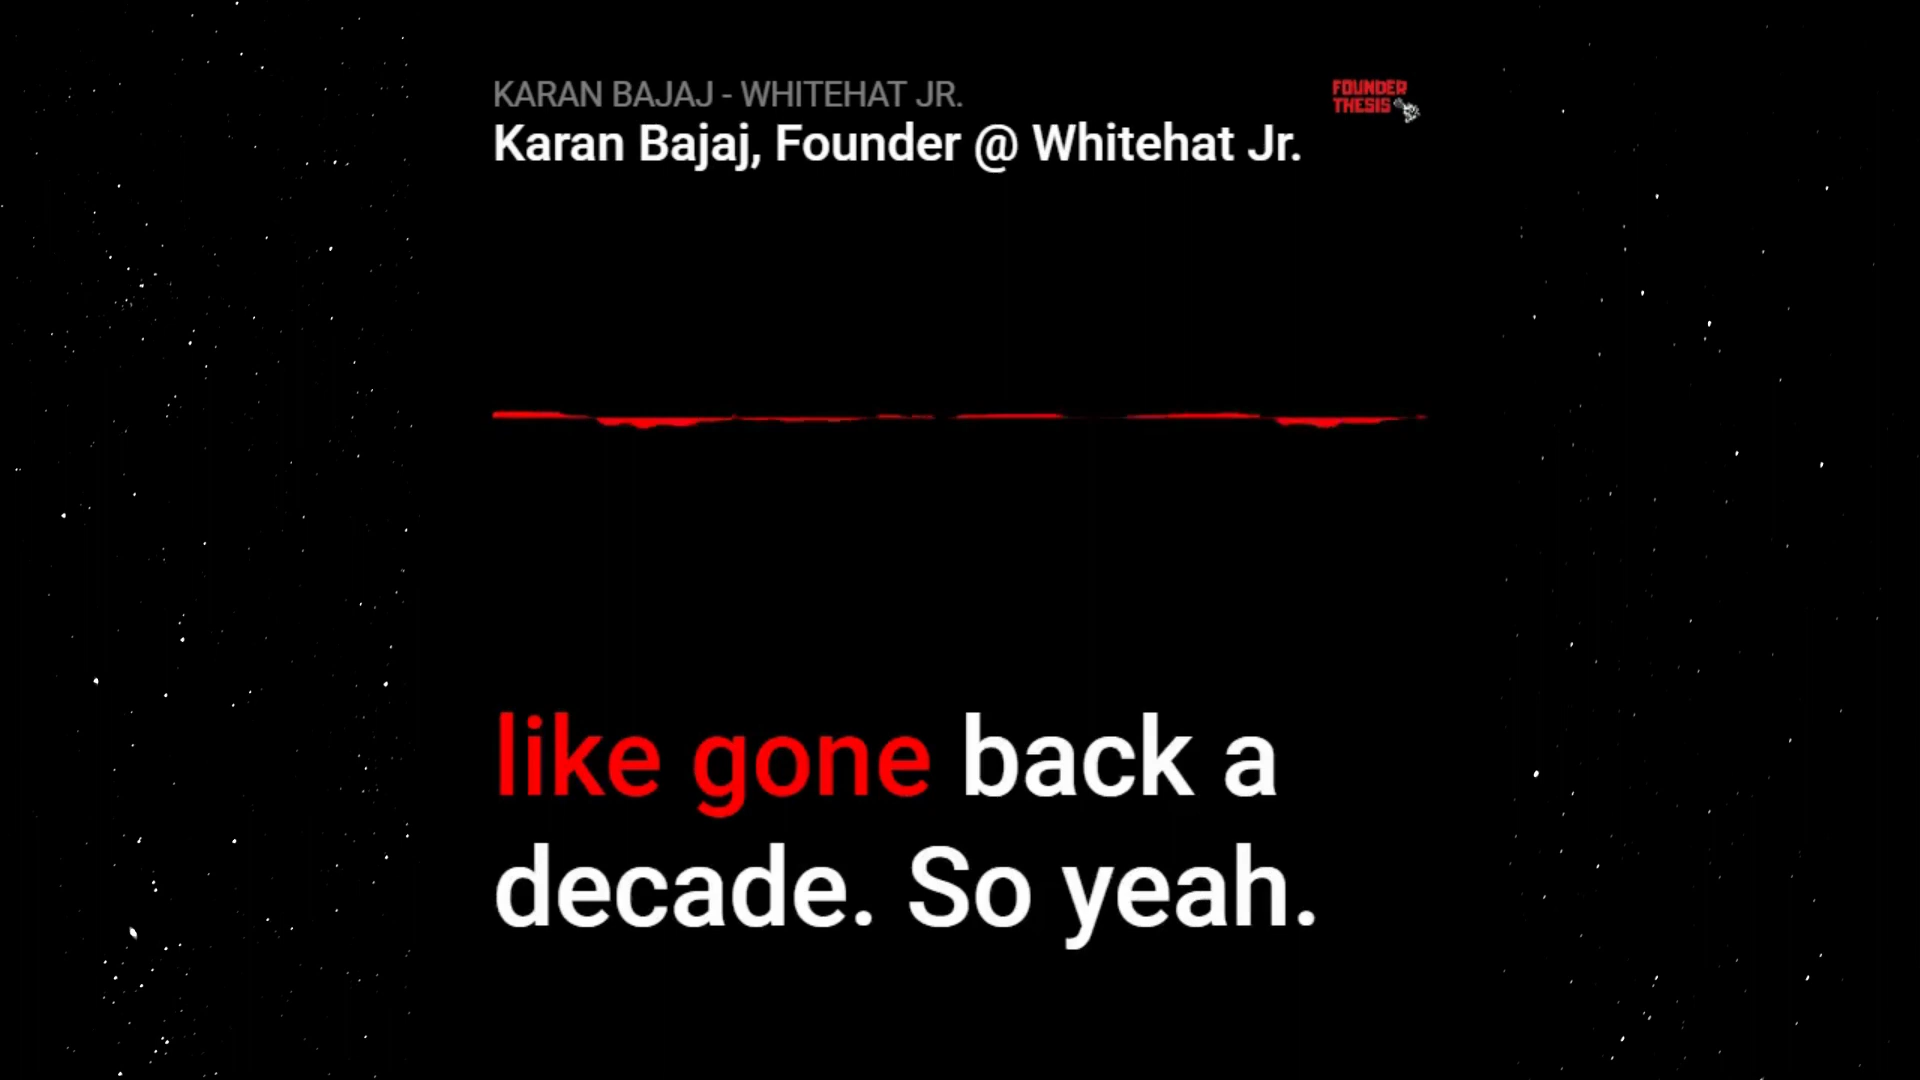 KARAN BAJAJ - WHITEHAT JR.
Karan Bajaj, Founder @ Whitehat Jr.
FOUNDER
THESIS
like gone back a
decade. So yeah.